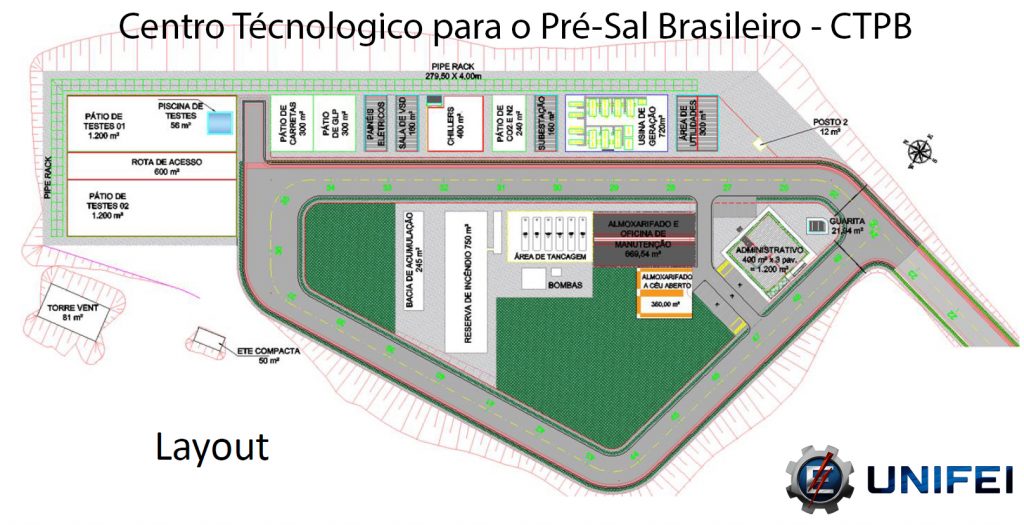 Centro Técnologico para o Pré-Sal Brasileiro - CTPB
PIPE RACK
279,50 X 4,00m
PIPE RACK
PÁTIO DE
TESTES 01
1.200 m²
PISCINA DE
TESTES
56 m²
ROTA DE ACESSO
600 m²
PÁTIO DE
TESTES 02
1.200 m²
PÁTIO DE
CARRETAS
300 m²
PÁTIO
DE GLP
300 m²
PAINÉIS
ELÉTRICOS
SALA DE VSD
160 m²
CHILLERS
400 m²
PÁTIO DE
CO2 E N2
240 m²
SUBESTAÇÃO
160 m²
USINA DE
GERAÇÃO
720m²
ÁREA DE
UTILIDADES
300 m²
POSTO 2
12 m²
BACIA DE ACUMULAÇÃO
245 m²
RESERVA DE INCÊNDIO 750 m²
ÁREA DE TANCAGEM
BOMBAS
ALMOXARIFADO E
OFICINA DE
MANUTENÇÃO
669,54 m²
ALMOXARIFADO
A CÉU ABERTO
360,00 m²
ADMINISTRATIVO
400 m² x 3 pav.
= 1.200 m²
GUARITA
21,84 m²
TORRE VENT
81 m²
ETE COMPACTA
50 m²
Layout
E UNIFEI